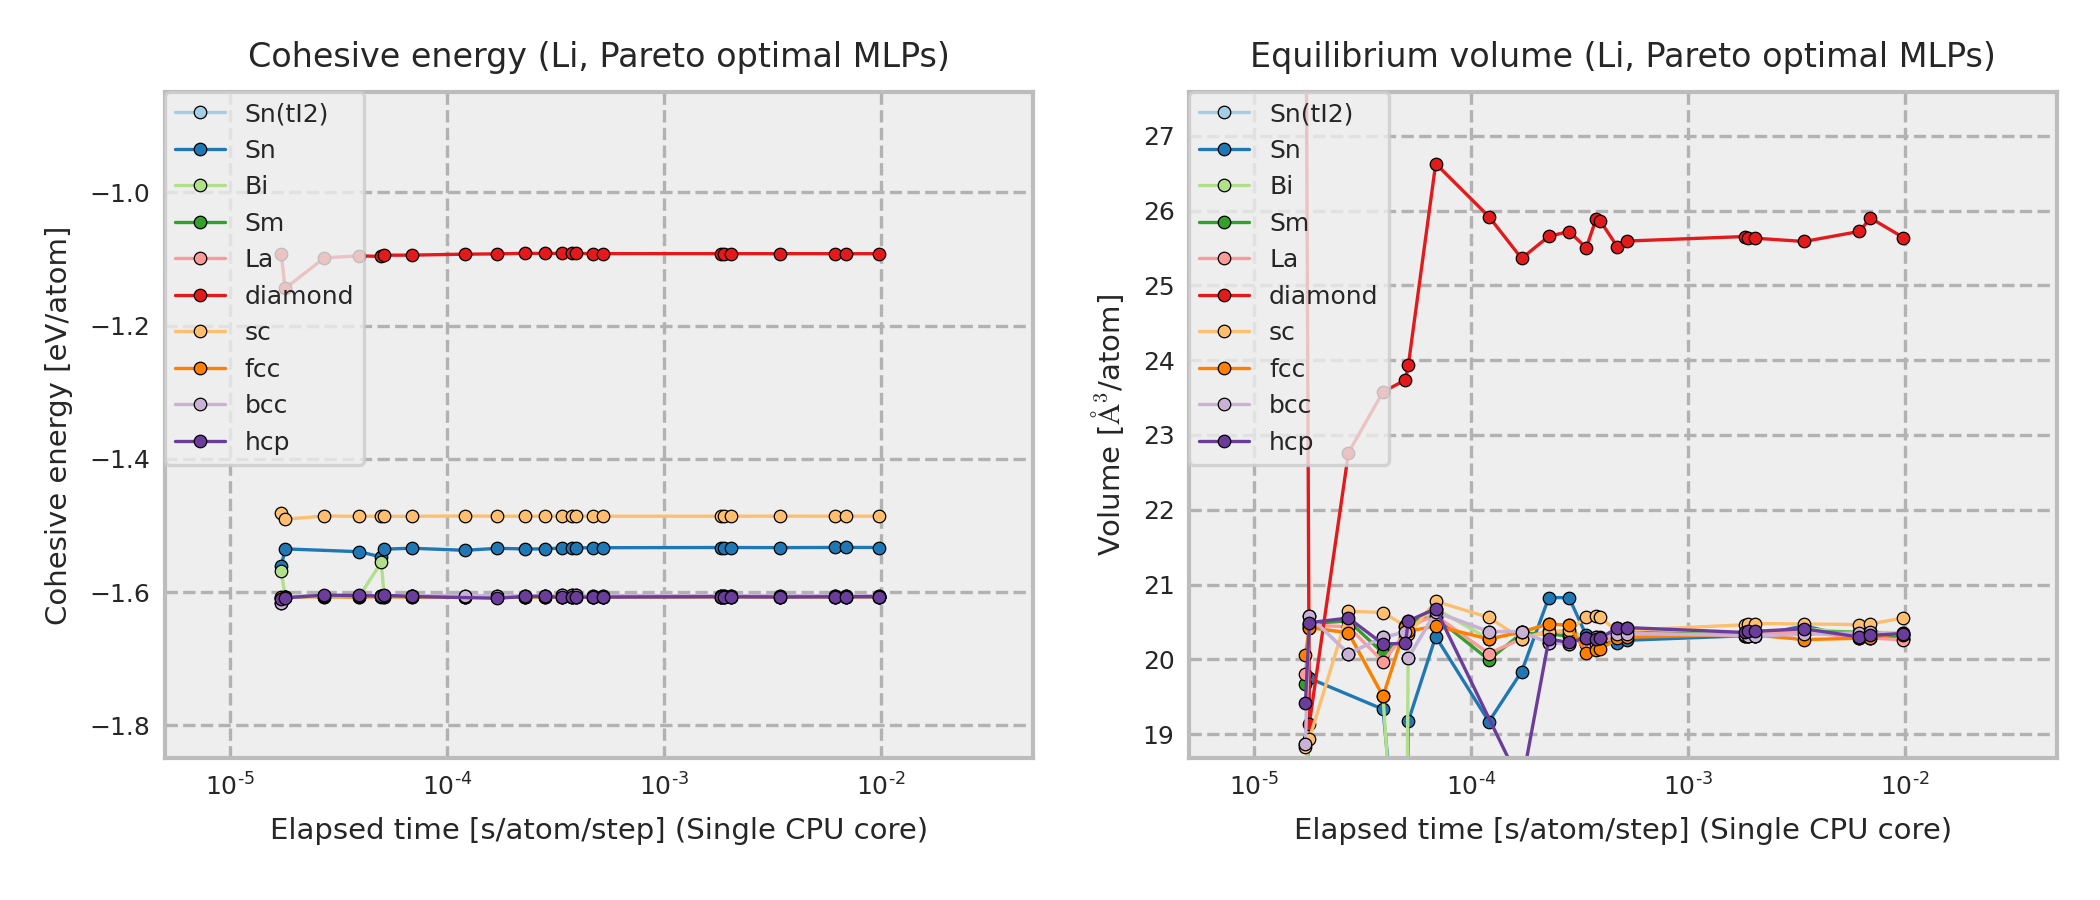 Cohesive energy (Li, Pareto optimal MLPs)
Cohesive energy [eV/atom]
−1.0
−1.2
−1.4
−1.6
−1.8
Sn(tI2)
Sn
Bi
Sm
La
diamond
sc
fcc
bcc
hcp
10⁻⁵
10⁻⁴
10⁻³
10⁻²
Elapsed time [s/atom/step] (Single CPU core)
Equilibrium volume (Li, Pareto optimal MLPs)
Volume [Å³/atom]
27
26
25
24
23
22
21
20
19
Sn(tI2)
Sn
Bi
Sm
La
diamond
sc
fcc
bcc
hcp
10⁻⁵
10⁻⁴
10⁻³
10⁻²
Elapsed time [s/atom/step] (Single CPU core)